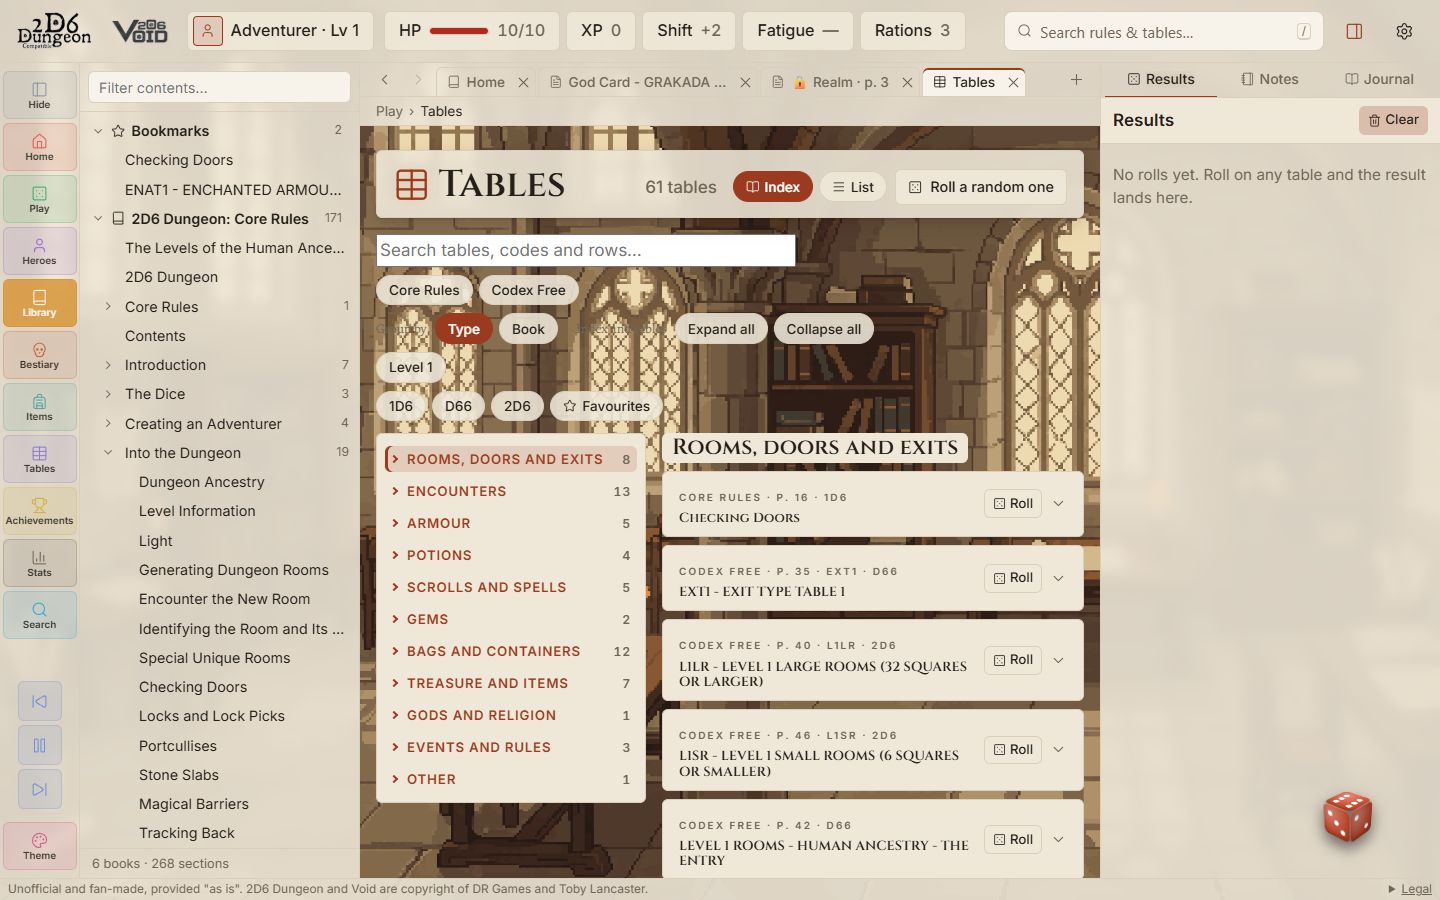 2D6 Dungeon Compatible
2D6 VOID
Adventurer · Lv 1
HP 10/10
XP 0
Shift +2
Fatigue —
Rations 3
Search rules & tables... /
Hide
Home
Play
Heroes
Library
Bestiary
Items
Tables
Achievements
Stats
Search
Theme
Filter contents...
Bookmarks 2
Checking Doors
ENAT1 - ENCHANTED ARMOU...
2D6 Dungeon: Core Rules 171
The Levels of the Human Ance...
2D6 Dungeon
Core Rules 1
Contents
Introduction 7
The Dice 3
Creating an Adventurer 4
Into the Dungeon 19
Dungeon Ancestry
Level Information
Light
Generating Dungeon Rooms
Encounter the New Room
Identifying the Room and Its ...
Special Unique Rooms
Checking Doors
Locks and Lock Picks
Portcullises
Stone Slabs
Magical Barriers
Tracking Back
6 books · 268 sections
Home
God Card - GRAKADA ...
Realm · p. 3
Tables
Play › Tables
TABLES
61 tables
Index
List
Roll a random one
Search tables, codes and rows...
Core Rules
Codex Free
Group by
Type
Book
Expand all
Collapse all
Level 1
1D6
D66
2D6
Favourites
ROOMS, DOORS AND EXITS 8
ENCOUNTERS 13
ARMOUR 5
POTIONS 4
SCROLLS AND SPELLS 5
GEMS 2
BAGS AND CONTAINERS 12
TREASURE AND ITEMS 7
GODS AND RELIGION 1
EVENTS AND RULES 3
OTHER 1
ROOMS, DOORS AND EXITS
CORE RULES · P. 16 · 1D6
CHECKING DOORS
Roll
CODEX FREE · P. 35 · EXT1 · D66
EXT1 - EXIT TYPE TABLE 1
Roll
CODEX FREE · P. 40 · L1LR · 2D6
L1LR - LEVEL 1 LARGE ROOMS (32 SQUARES
OR LARGER)
Roll
CODEX FREE · P. 46 · L1SR · 2D6
L1SR - LEVEL 1 SMALL ROOMS (6 SQUARES
OR SMALLER)
Roll
CODEX FREE · P. 42 · D66
LEVEL 1 ROOMS - HUMAN ANCESTRY - THE
ENTRY
Roll
Results
Notes
Journal
Results
Clear
No rolls yet. Roll on any table and the result
lands here.
Unofficial and fan-made, provided "as is". 2D6 Dungeon and Void are copyright of DR Games and Toby Lancaster.
Legal